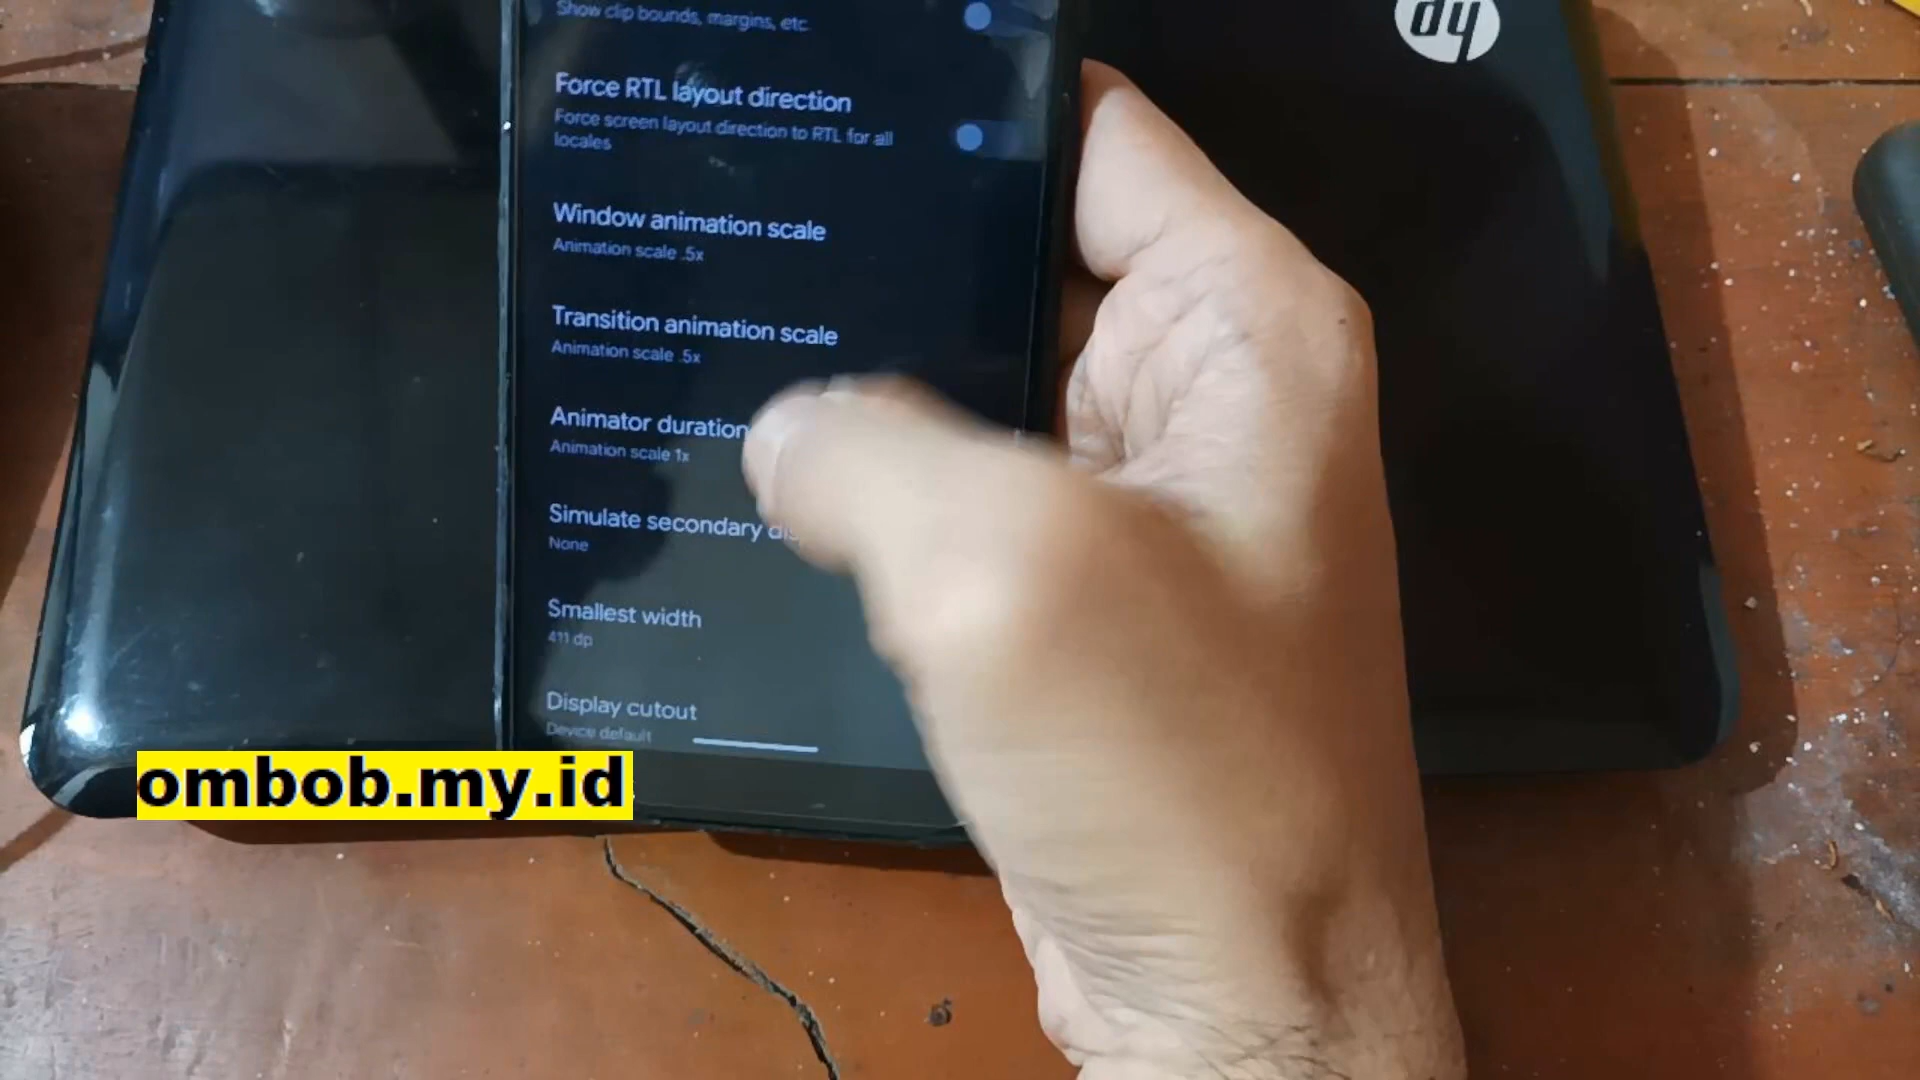 Show clip bounds, margins, etc.
Force RTL layout direction
Force screen layout direction to RTL for all
locales
Window animation scale
Animation scale .5x
Transition animation scale
Animation scale .5x
Animator duration
Animation scale 1x
Simulate secondary
None
Smallest width
411 dp
Display cutout
Device default
ombob.my.id
hp